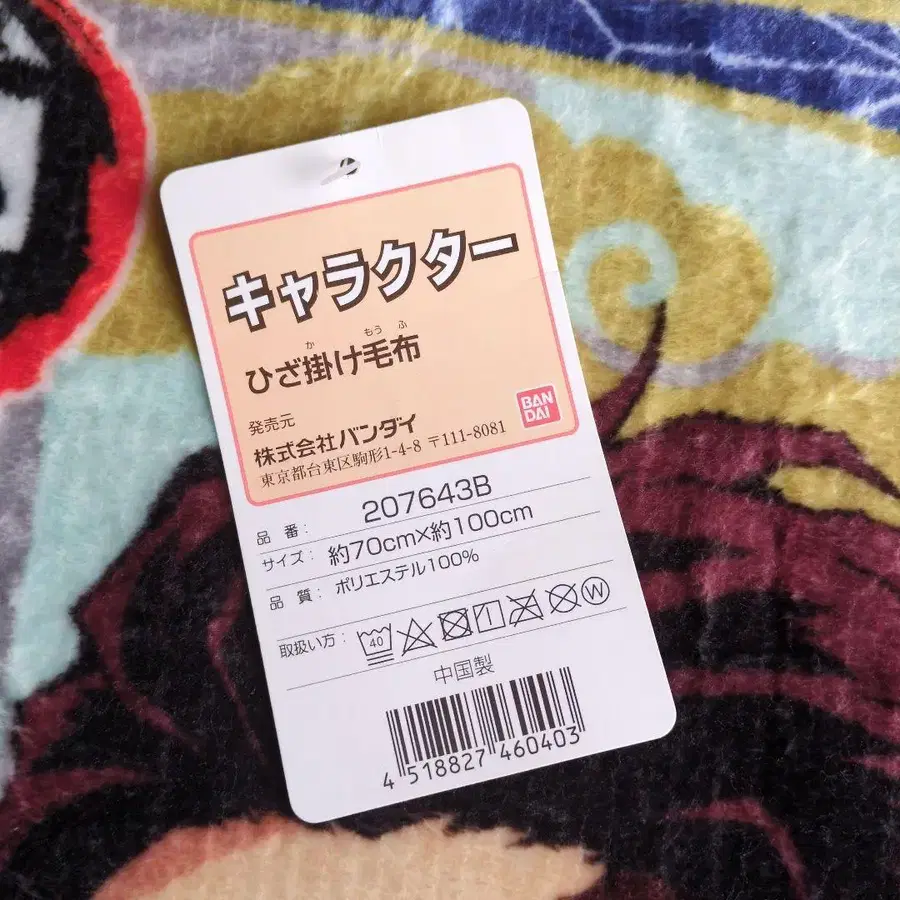 キャラクター
か もう ふ
ひざ掛け毛布
発売元
株式会社バンダイ
東京都台東区駒形1-4-8 〒111-8081
BAN
DAI
品 番: 207643B
サイズ: 約70cm×約100cm
品 質: ポリエステル100%
取扱い方: 40 W
中国製
4 518827 460403